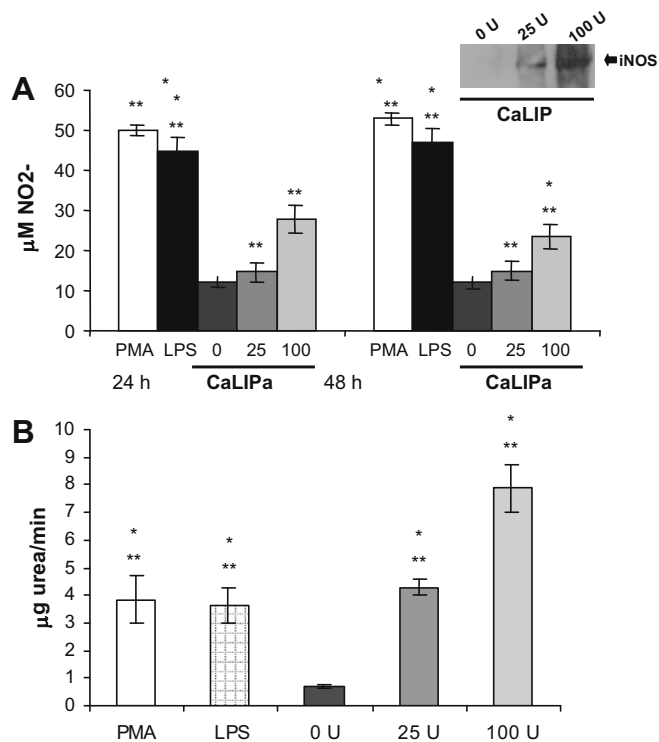 0 U 25 U 100 U
iNOS
CaLIP
A
* * * *
** ** ** **
** *
** ** **
60
50
40
30
20
10
0
µM NO2-
PMA LPS 0 25 100 PMA LPS 0 25 100
24 h CaLIPa 48 h CaLIPa
B
10
9
8
7
6
5
4
3
2
1
0
µg urea/min
*
**
*
**
*
**
*
**
PMA LPS 0 U 25 U 100 U